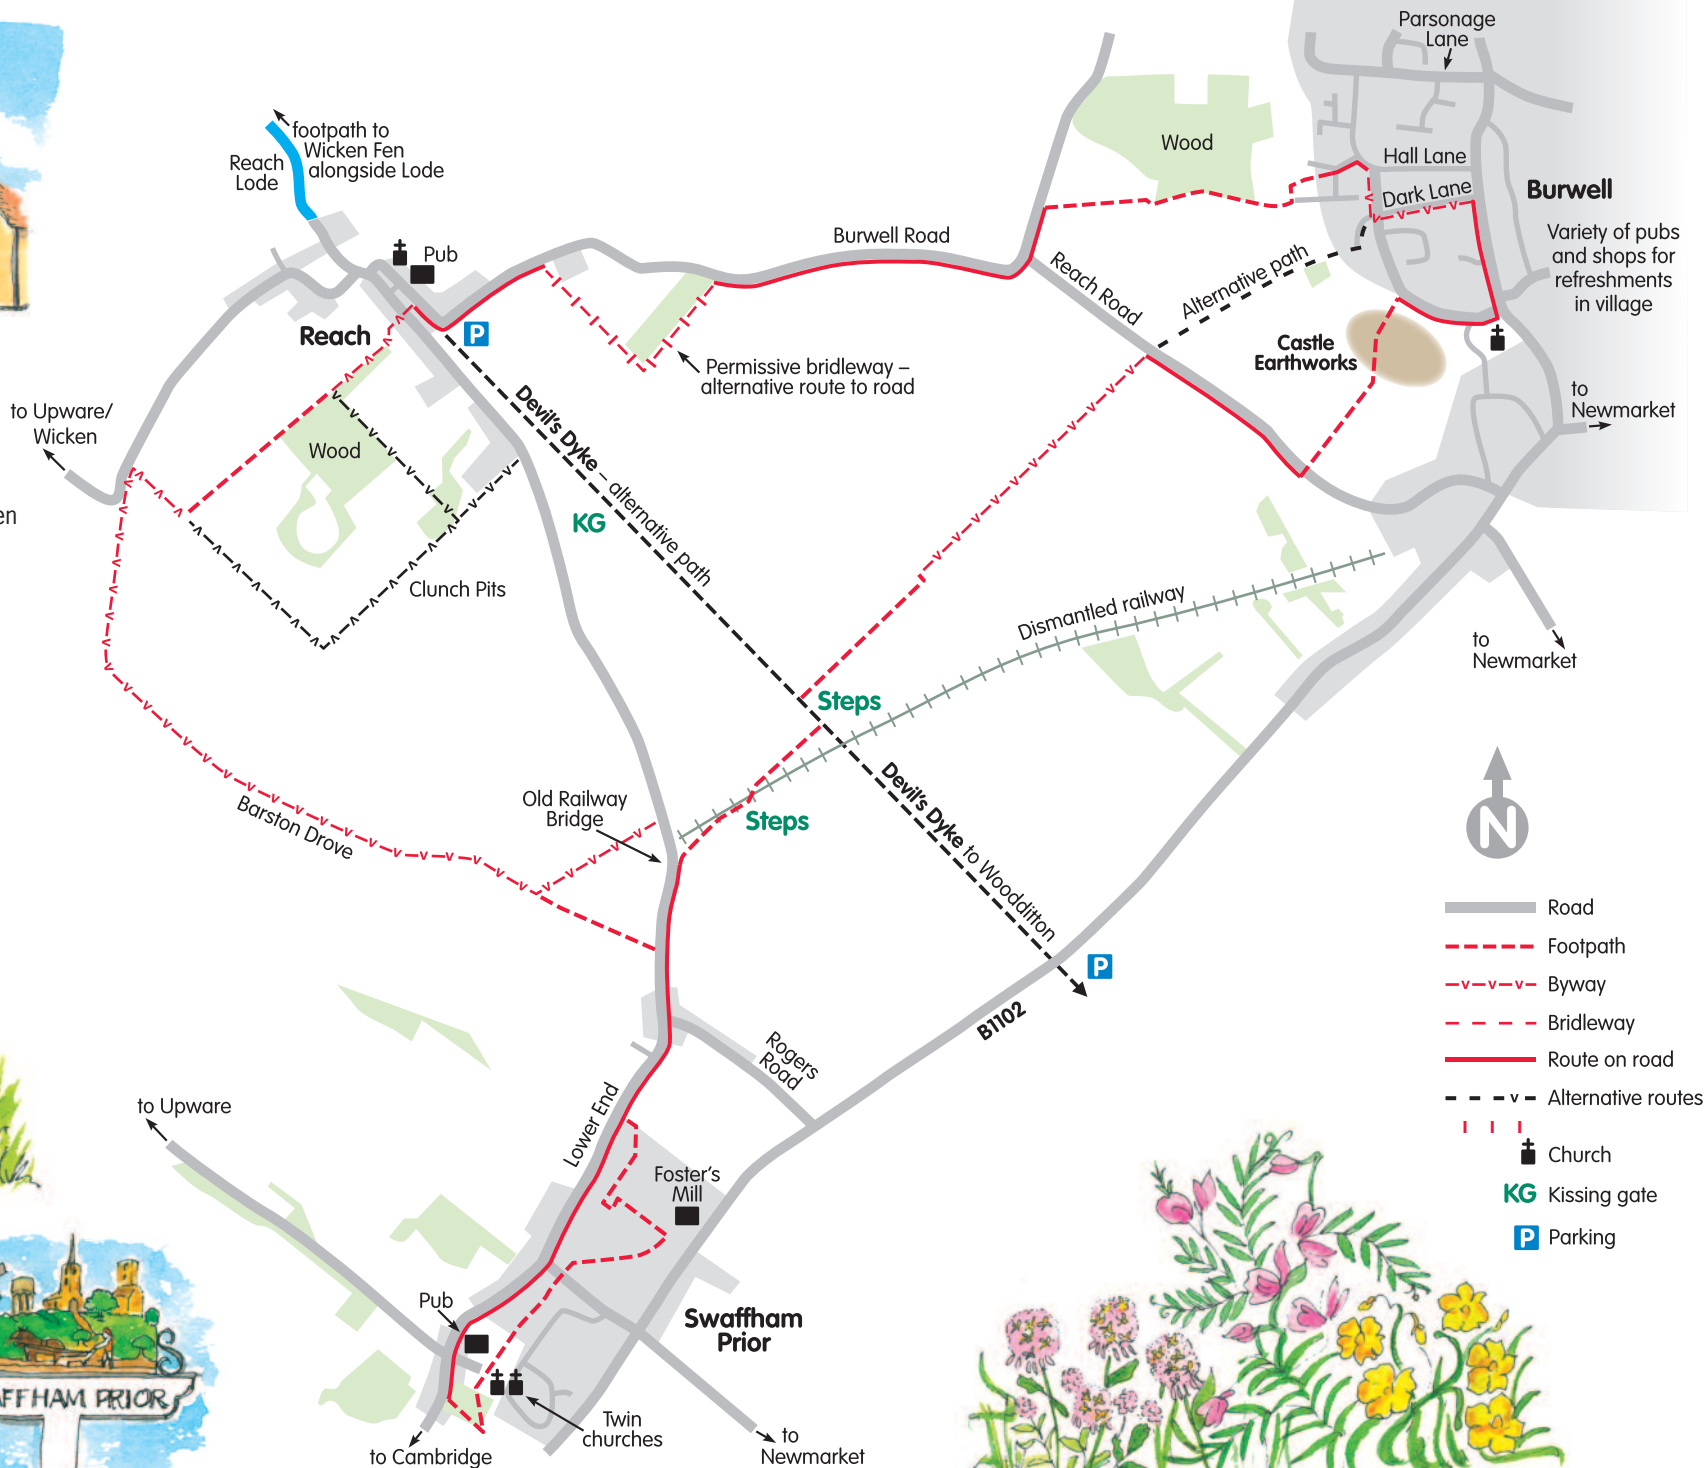 Parsonage
Lane
footpath to
Wicken Fen
alongside Lode
Reach
Lode
Wood
Hall Lane
Dark Lane
Burwell
Variety of pubs
and shops for
refreshments
in village
Pub
Burwell Road
Reach Road
Alternative path
Reach
P
Permissive bridleway –
alternative route to road
Castle
Earthworks
to
Newmarket
to Upware/
Wicken
Wood
Devil's Dyke – alternative path
en
KG
Clunch Pits
Dismantled railway
to
Newmarket
Steps
Old Railway
Bridge
Steps
Barston Drove
Devil's Dyke to Woodditton
P
B1102
N
Road
Footpath
Byway
Bridleway
Route on road
Alternative routes
Church
KG Kissing gate
P Parking
Rogers
Road
to Upware
Lower End
Foster's
Mill
Pub
Swaffham
Prior
Twin
churches
to Cambridge
to
Newmarket
AFFHAM PRIOR